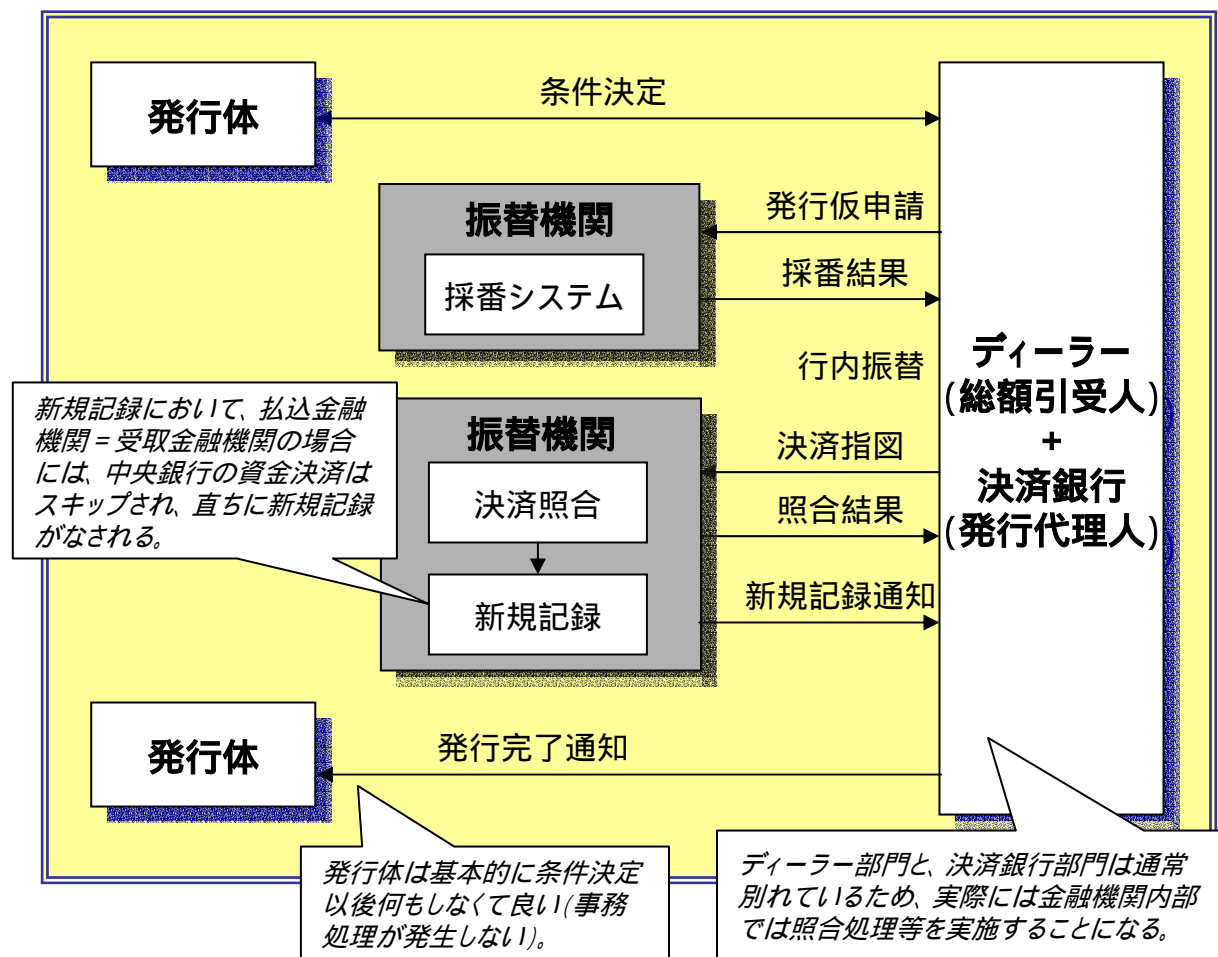 条件決定
発行体
発行仮申請
振替機関
採番システム
採番結果
行内振替
ディーラー
(総額引受人)
+
決済銀行
(発行代理人)
新規記録において、払込金融
機関=受取金融機関の場合
には、中央銀行の資金決済は
スキップされ、直ちに新規記録
がなされる。
振替機関
決済照合
新規記録
決済指図
照合結果
新規記録通知
発行体
発行完了通知
発行体は基本的に条件決定
以後何もしなくて良い(事務
処理が発生しない)。
ディーラー部門と、決済銀行部門は通常
別れているため、実際には金融機関内部
では照合処理等を実施することになる。